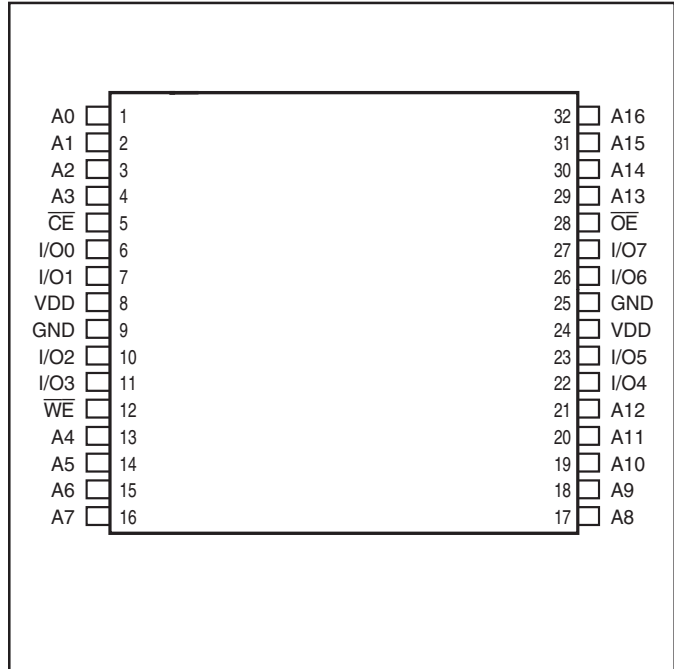 A0 1 32 A16
A1 2 31 A15
A2 3 30 A14
A3 4 29 A13
C̅E̅ 5 28 O̅E̅
I/O0 6 27 I/O7
I/O1 7 26 I/O6
VDD 8 25 GND
GND 9 24 VDD
I/O2 10 23 I/O5
I/O3 11 22 I/O4
W̅E̅ 12 21 A12
A4 13 20 A11
A5 14 19 A10
A6 15 18 A9
A7 16 17 A8